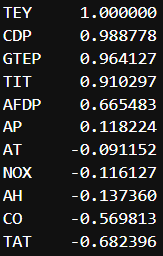 TEY 1.000000
CDP 0.988778
GTEP 0.964127
TIT 0.910297
AFDP 0.665483
AP 0.118224
AT -0.091152
NOX -0.116127
AH -0.137360
CO -0.569813
TAT -0.682396